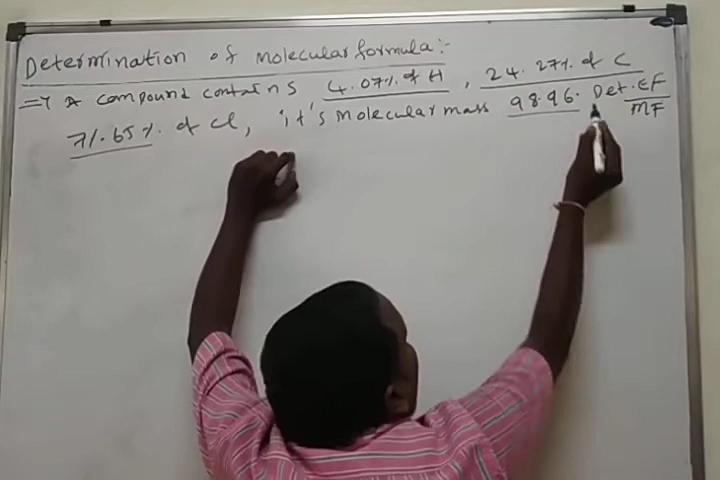 Determination of molecular formula:-
=> A compound contains 4.07% of H, 24.27% of C
71.65% of Cl, it's molecular mass 98.96. Det. EF
MF